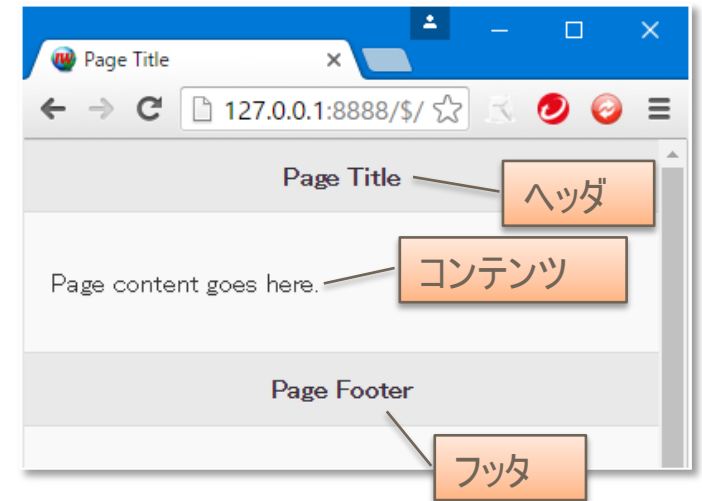 Page Title
127.0.0.1:8888/$/
Page Title
ヘッダ
Page content goes here.
コンテンツ
Page Footer
フッタ